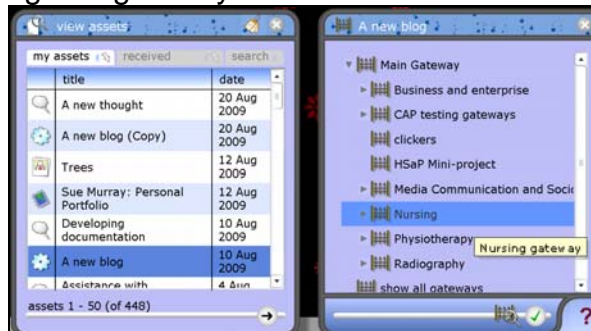 view assets
my assets
received
search
title
date
A new thought
20 Aug
2009
A new blog (Copy)
20 Aug
2009
Trees
12 Aug
2009
Sue Murray: Personal
Portfolio
12 Aug
2009
Developing
documentation
10 Aug
2009
A new blog
10 Aug
2009
Assistance with
4 Aug
assets 1 - 50 (of 448)
A new blog
Main Gateway
Business and enterprise
CAP testing gateways
clickers
HSaP Mini-project
Media Communication and Socio
Nursing
Nursing gateway
Physiotherapy
Radiography
show all gateways
?